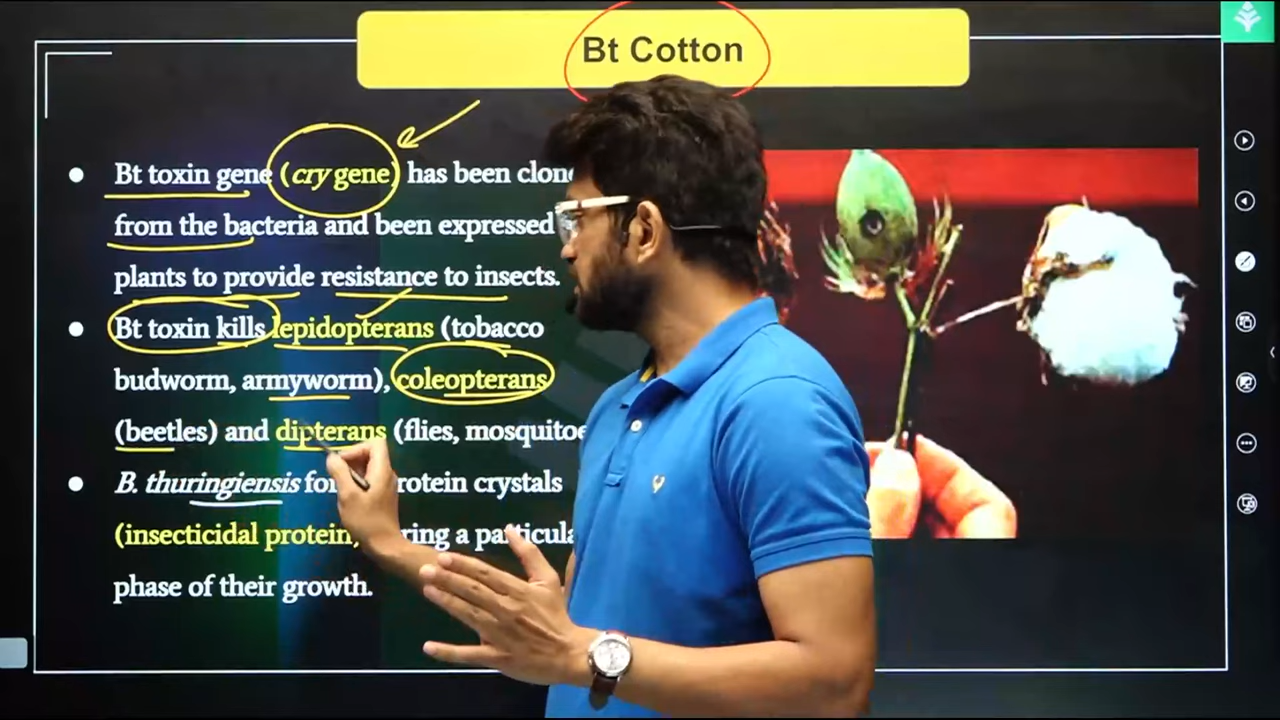 Bt Cotton
Bt toxin gene (cry gene) has been
from the bacteria and been expressed
plants to provide resistance to insects.
Bt toxin kills lepidopterans (tobacco
budworm, armyworm), coleopterans
(beetles) and dipterans (flies,
B. thuringiensis protein crystals
(insecticidal protein) a
phase of their growth.